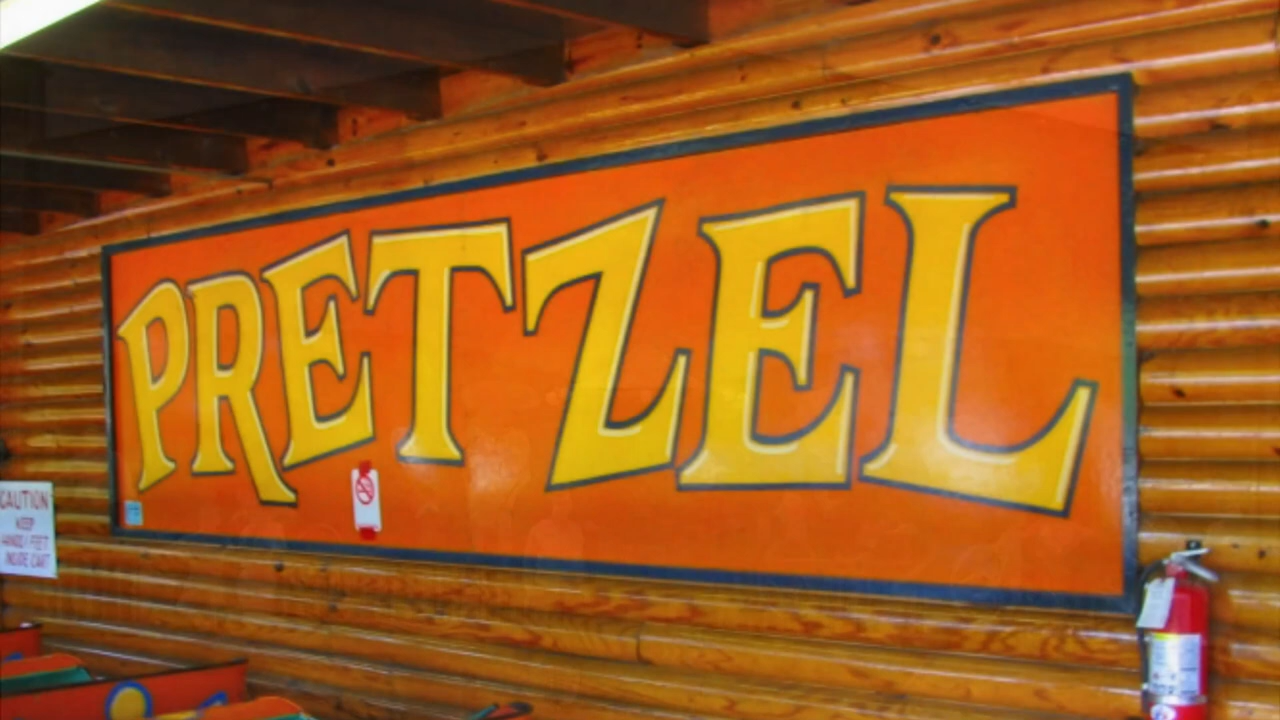 PRETZEL
CAUTION
KEEP
HANDS & FEET
INSIDE CART